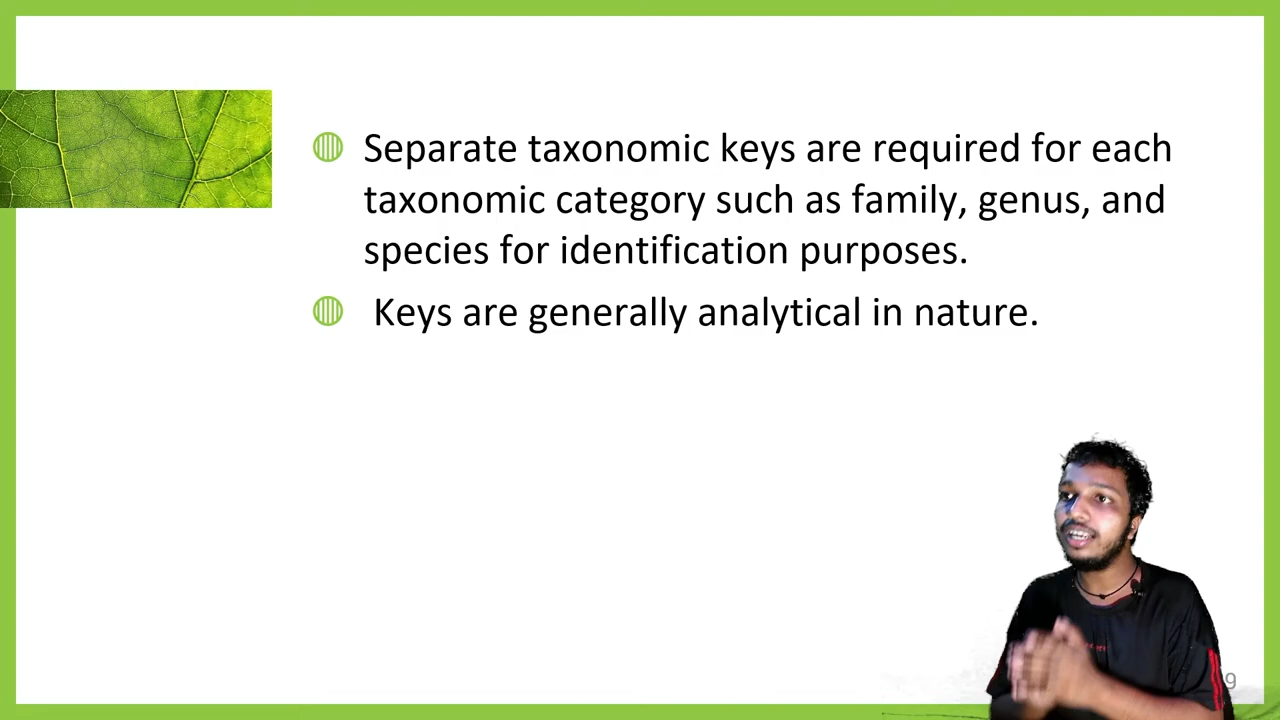 Separate taxonomic keys are required for each
taxonomic category such as family, genus, and
species for identification purposes.
Keys are generally analytical in nature.
9